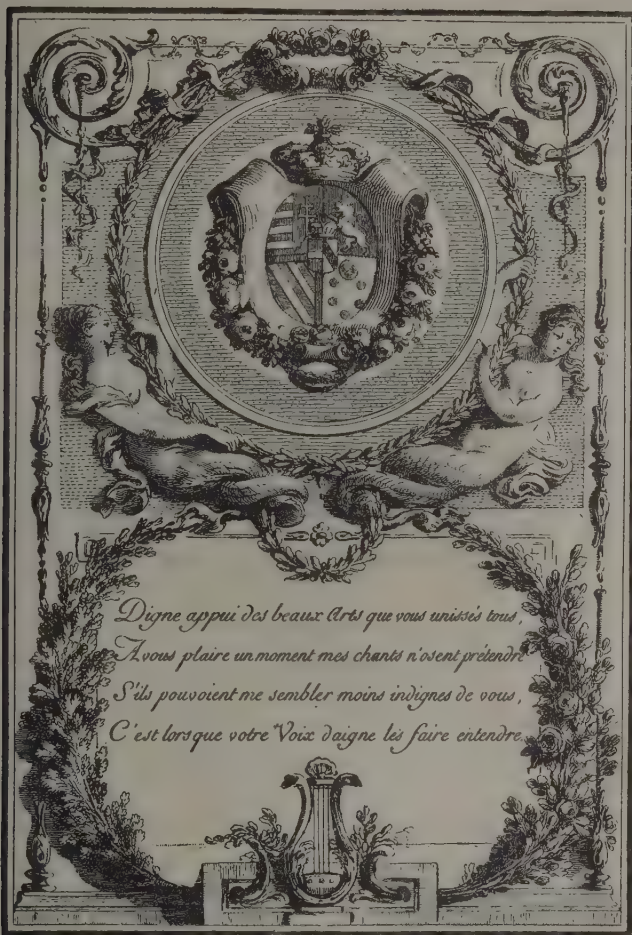 Digne appui des beaux Arts que vous unissés tous,
A vous plaire un moment mes chants n'osent prétendre
S'ils pouvoient me sembler moins indignes de vous,
C'est lorsque votre Voix daigne les faire entendre.